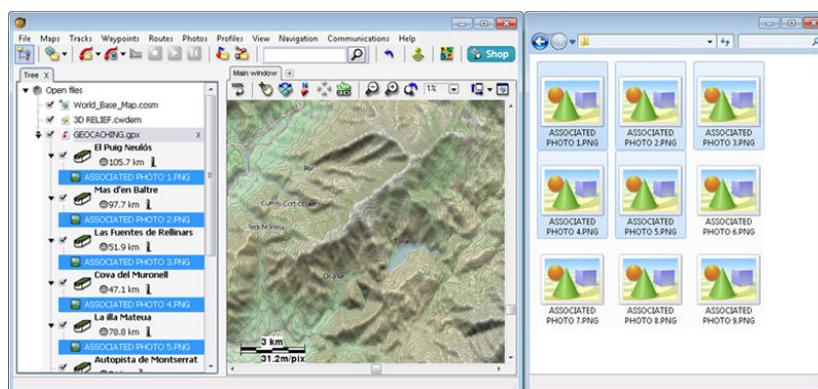 File Maps Tracks Waypoints Routes Photos Profiles View Navigation Communications Help
Shop
Tree X
Main window
Open files
World_Base_Map.cosm
3D RELIEF.cwdem
GEOCACHING.gpx x
El Puig Neulós
105.7 km
ASSOCIATED PHOTO 1.PNG
Mas d'en Baltre
97.7 km
ASSOCIATED PHOTO 2.PNG
Las Fuentes de Rellinars
51.9 km
ASSOCIATED PHOTO 3.PNG
Cova del Muronell
47.1 km
ASSOCIATED PHOTO 4.PNG
La illa Mateua
78.8 km
ASSOCIATED PHOTO 5.PNG
Autopista de Montserrat
1%
Tiria
Ocasa
3 km
31.2m/pix
ASSOCIATED
PHOTO 1.PNG
ASSOCIATED
PHOTO 2.PNG
ASSOCIATED
PHOTO 3.PNG
ASSOCIATED
PHOTO 4.PNG
ASSOCIATED
PHOTO 5.PNG
ASSOCIATED
PHOTO 6.PNG
ASSOCIATED
PHOTO 7.PNG
ASSOCIATED
PHOTO 8.PNG
ASSOCIATED
PHOTO 9.PNG